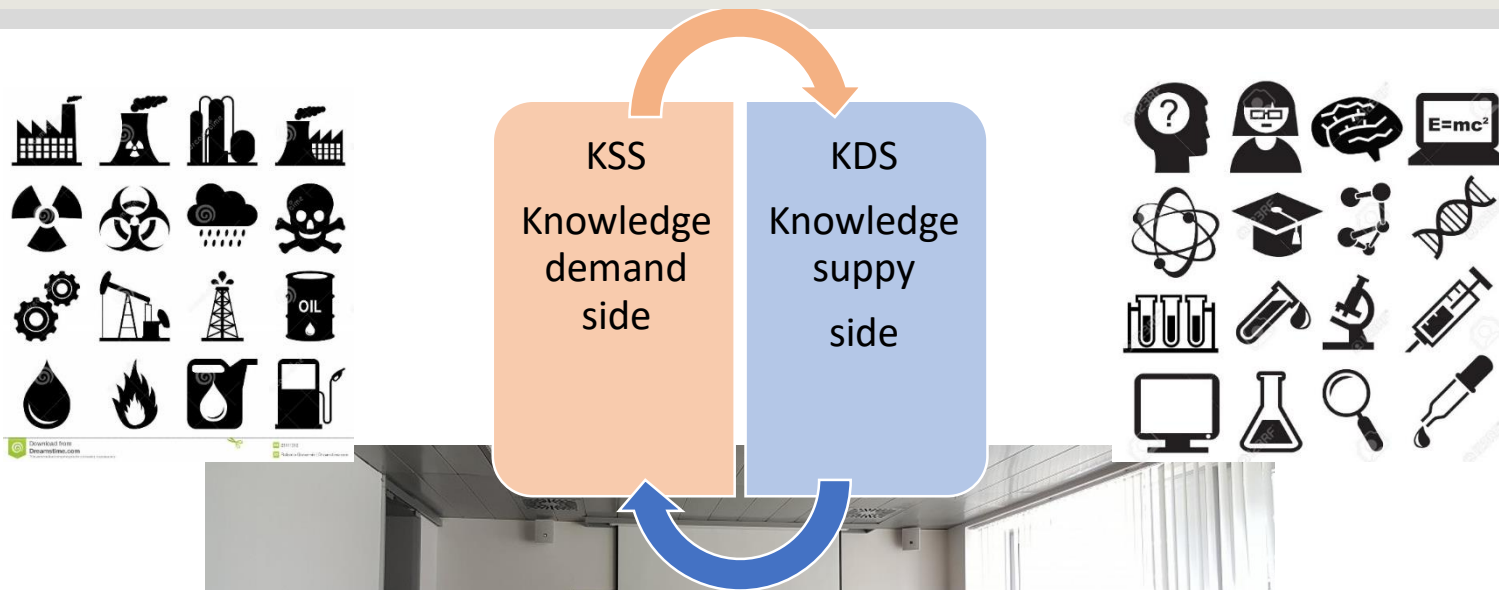 KSS
Knowledge
demand
side
KDS
Knowledge
suppy
side
E=mc²
?
OIL
Download from
Dreamstime.com